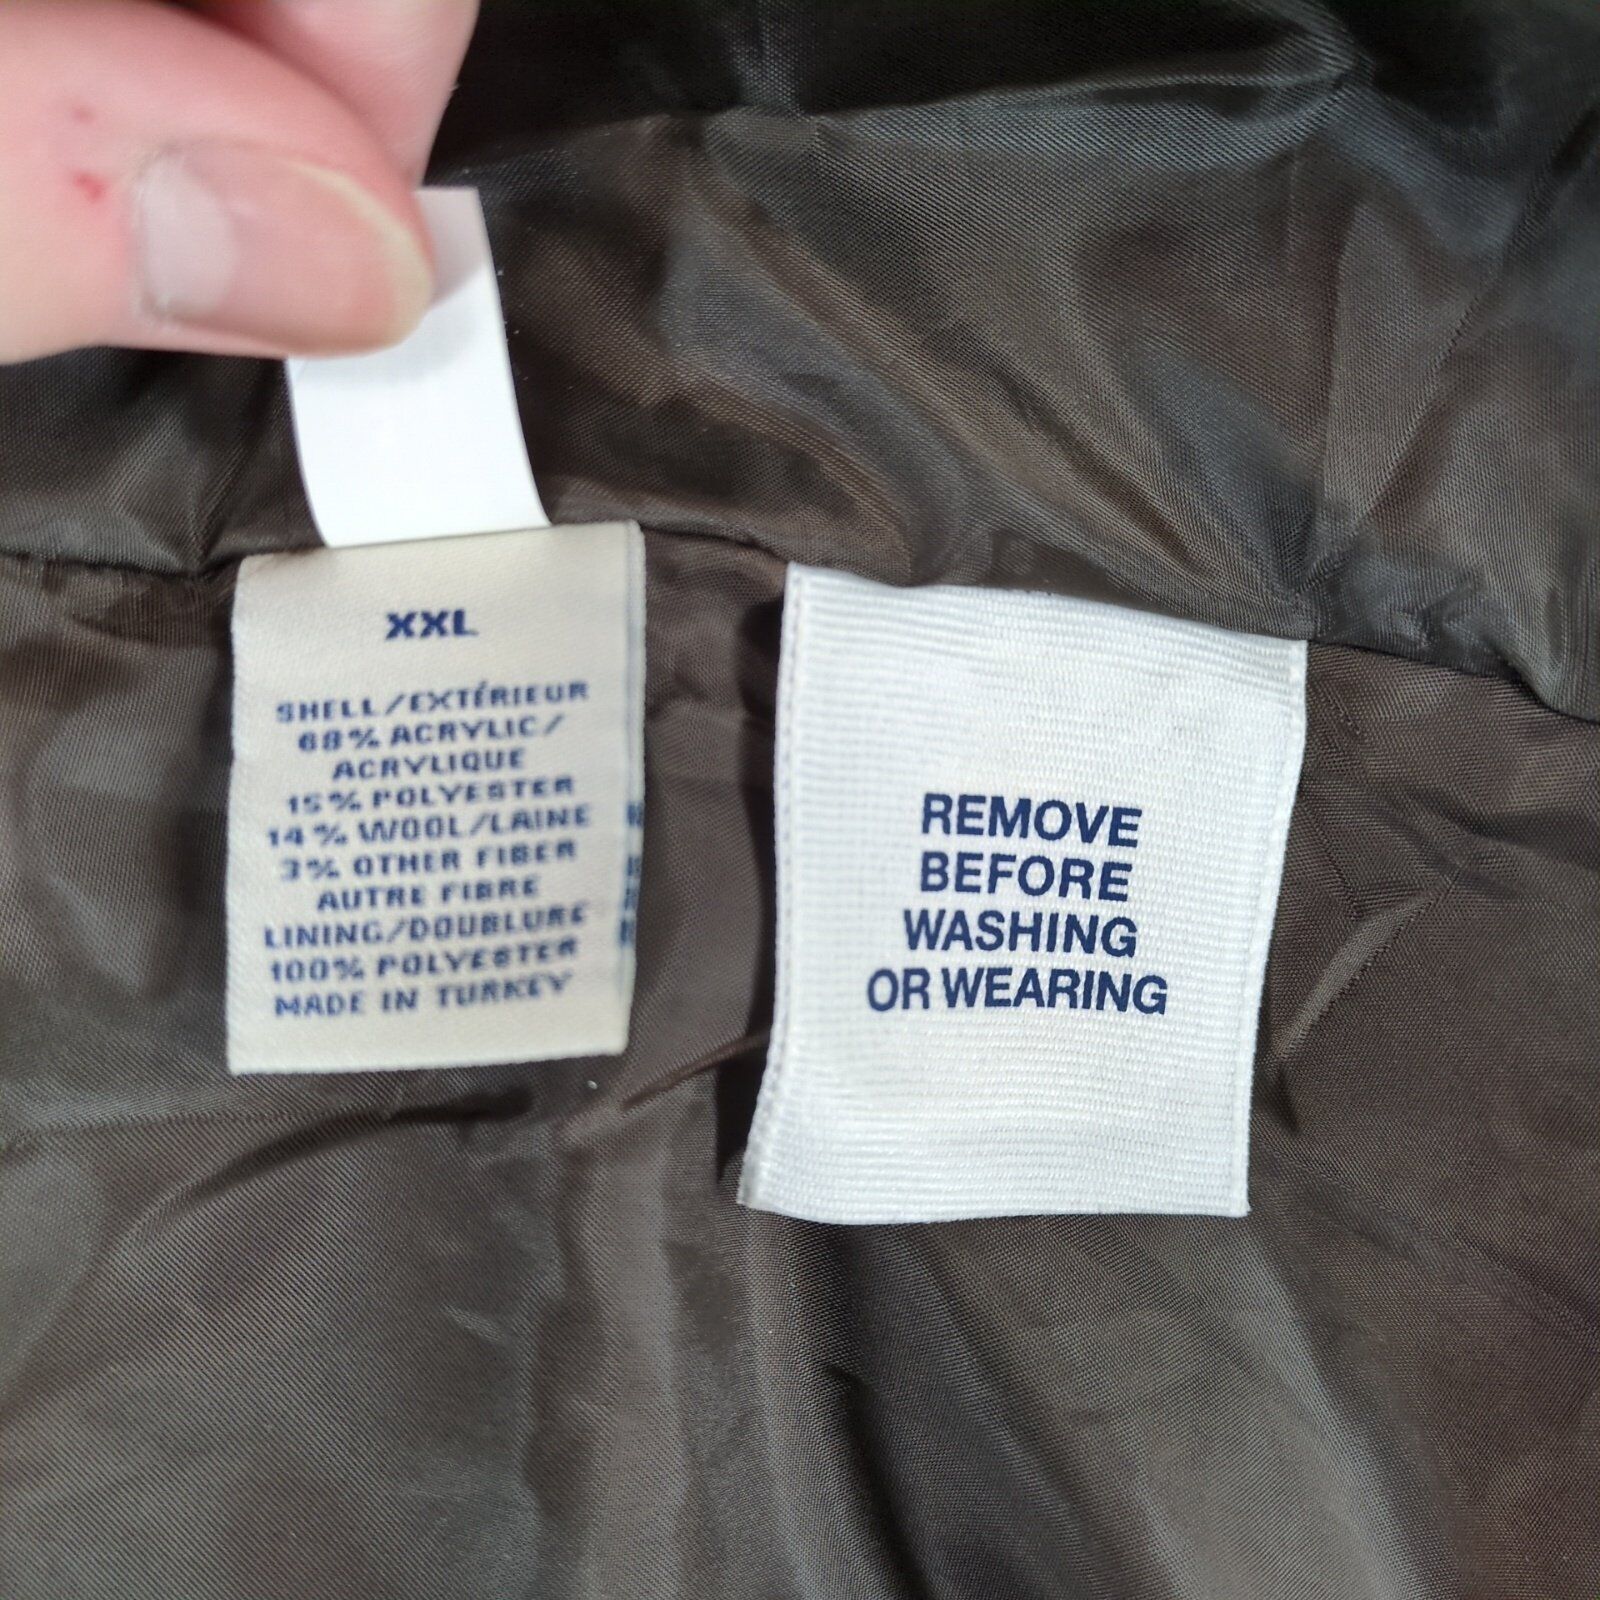 XXL
SHELL/EXTÉRIEUR
68% ACRYLIC/
ACRYLIQUE
15% POLYESTER
14% WOOL/LAINE
3% OTHER FIBER
AUTRE FIBRE
LINING/DOUBLURE
100% POLYESTER
MADE IN TURKEY
REMOVE
BEFORE
WASHING
OR WEARING